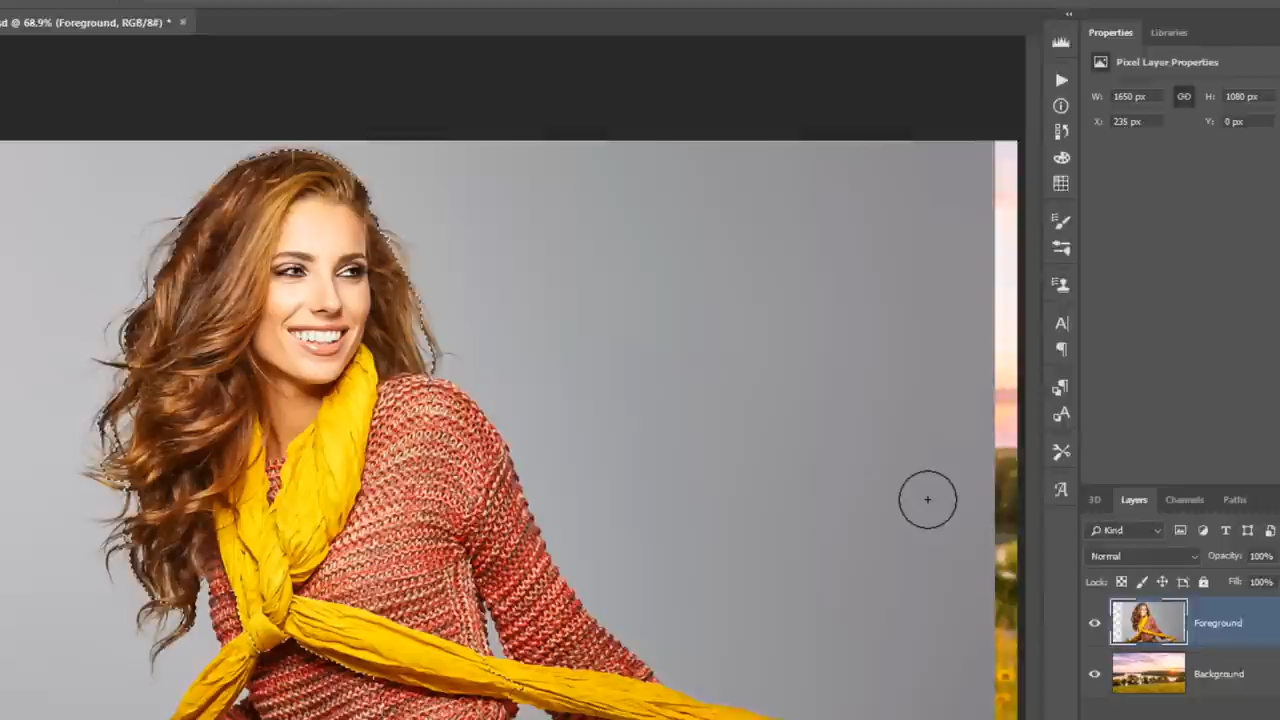 sd @ 68.9% (Foreground, RGB/8#) *
Properties Libraries
Pixel Layer Properties
W: 1650 px H: 1080 px
X: 235 px Y: 0 px
3D Layers Channels Paths
Kind
Normal Opacity: 100%
Lock: Fill: 100%
Foreground
Background